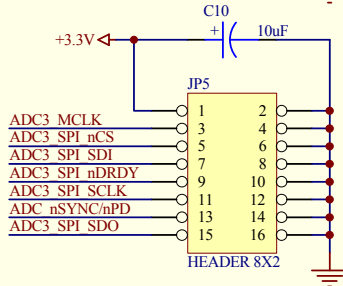 C10
+3.3V
+
10uF
JP5
ADC3_MCLK 1 2
ADC3_SPI_nCS 3 4
ADC3_SPI_SDI 5 6
ADC3_SPI_nDRDY 7 8
ADC3_SPI_SCLK 9 10
ADC_nSYNC/nPD 11 12
ADC3_SPI_SDO 13 14
15 16
HEADER 8X2